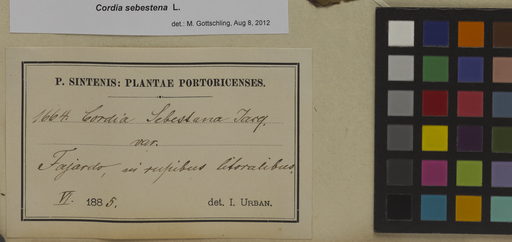 Cordia sebestena L.
det.: M. Gottschling, Aug 8, 2012
P. SINTENIS: PLANTAE PORTORICENSES.
1664. Cordia Sebestana Jacq.
var.
Fajardo, in rupibus litoralibus.
VI. 1885. det. I. URBAN.